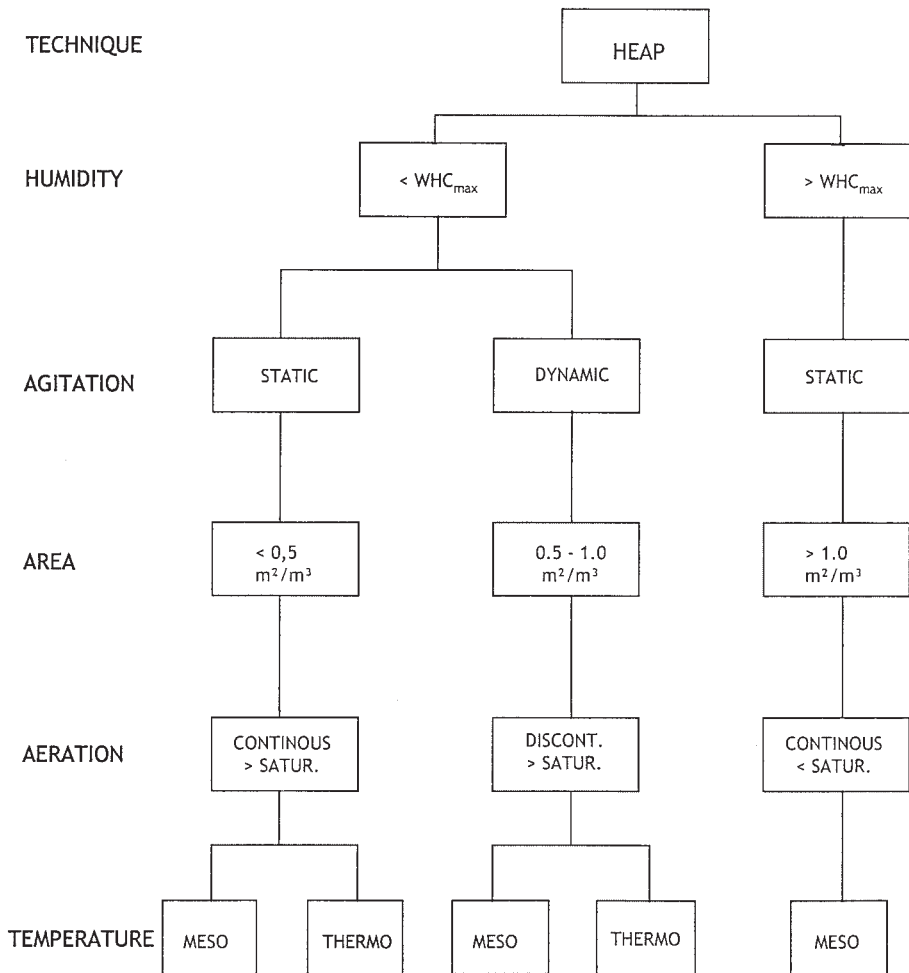 TECHNIQUE
HEAP
HUMIDITY
< WHCmax
> WHCmax
AGITATION
STATIC
DYNAMIC
STATIC
AREA
< 0,5
m²/m³
0.5 - 1.0
m²/m³
> 1.0
m²/m³
AERATION
CONTINOUS
> SATUR.
DISCONT.
> SATUR.
CONTINOUS
< SATUR.
TEMPERATURE
MESO
THERMO
MESO
THERMO
MESO